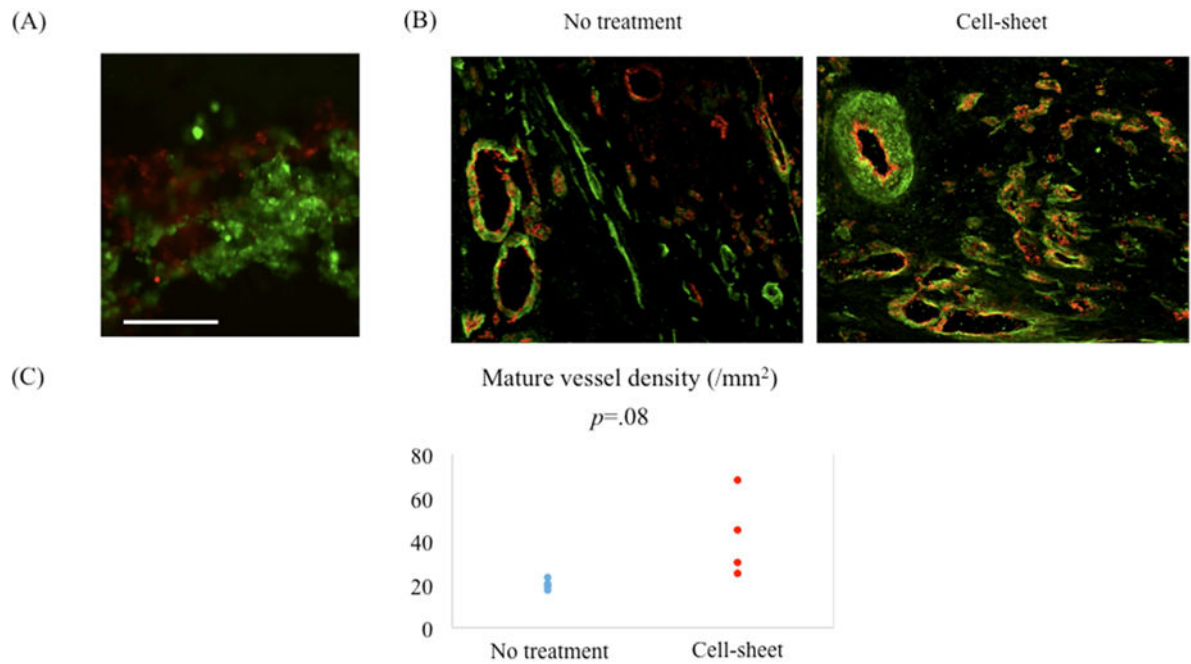 (A)
(B)
No treatment
Cell-sheet
(C)
Mature vessel density (/mm²)
p=.08
80
60
40
20
0
No treatment
Cell-sheet